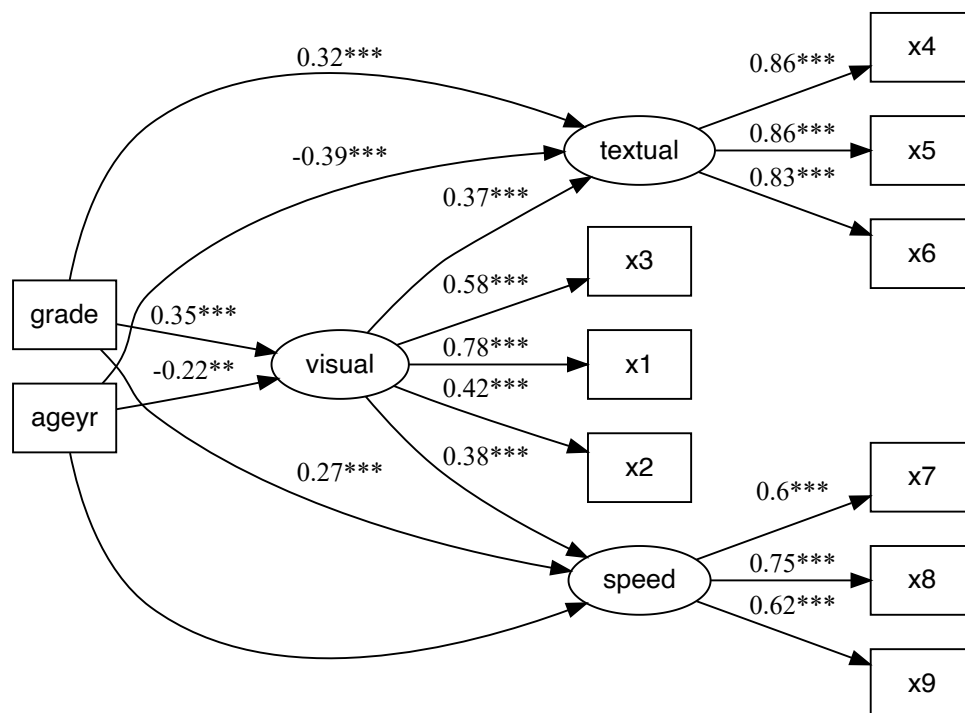 x4
0.32***
0.86***
-0.39***
textual
0.86***
x5
0.83***
0.37***
x6
x3
0.58***
grade
0.35***
visual
0.78***
x1
-0.22**
0.42***
ageyr
x2
0.38***
0.27***
x7
0.6***
speed
0.75***
x8
0.62***
x9